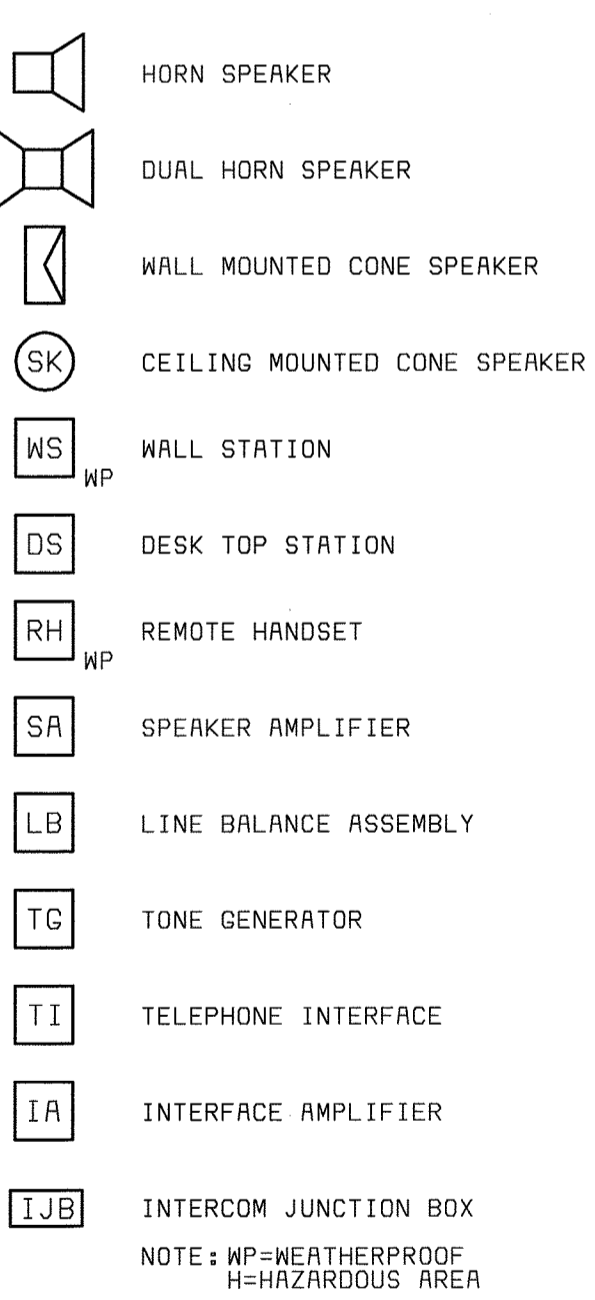 HORN SPEAKER
DUAL HORN SPEAKER
WALL MOUNTED CONE SPEAKER
SK CEILING MOUNTED CONE SPEAKER
WS WP WALL STATION
DS DESK TOP STATION
RH WP REMOTE HANDSET
SA SPEAKER AMPLIFIER
LB LINE BALANCE ASSEMBLY
TG TONE GENERATOR
TI TELEPHONE INTERFACE
IA INTERFACE AMPLIFIER
IJB INTERCOM JUNCTION BOX
NOTE: WP=WEATHERPROOF
H=HAZARDOUS AREA